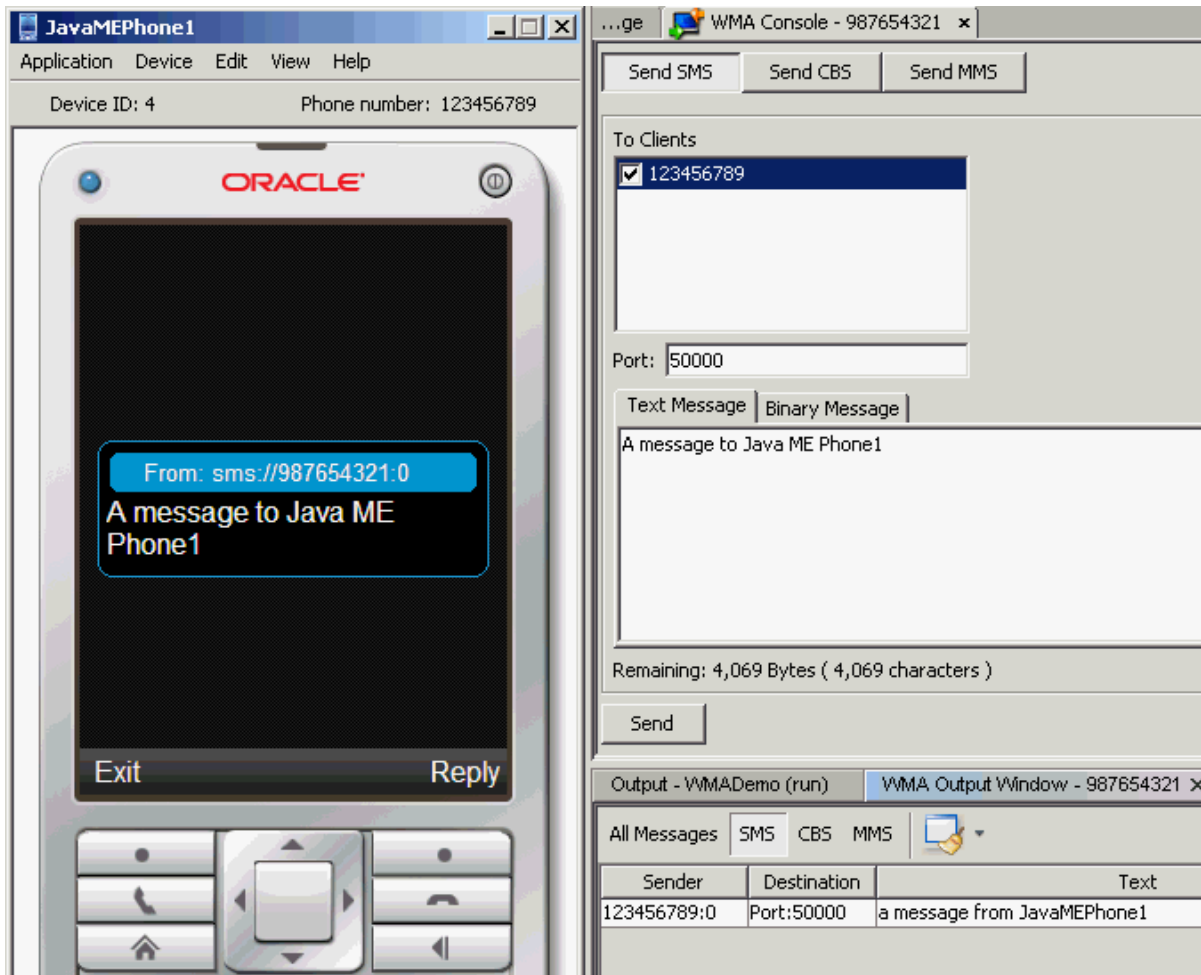 JavaMEPhone1
Application Device Edit View Help
Device ID: 4 Phone number: 123456789
ORACLE
From: sms://987654321:0
A message to Java ME
Phone1
Exit Reply
...ge WMA Console - 987654321
Send SMS Send CBS Send MMS
To Clients
123456789
Port: 50000
Text Message Binary Message
A message to Java ME Phone1
Remaining: 4,069 Bytes ( 4,069 characters )
Send
Output - WMADemo (run) WMA Output Window - 987654321
All Messages SMS CBS MMS
Sender Destination Text
123456789:0 Port:50000 a message from JavaMEPhone1